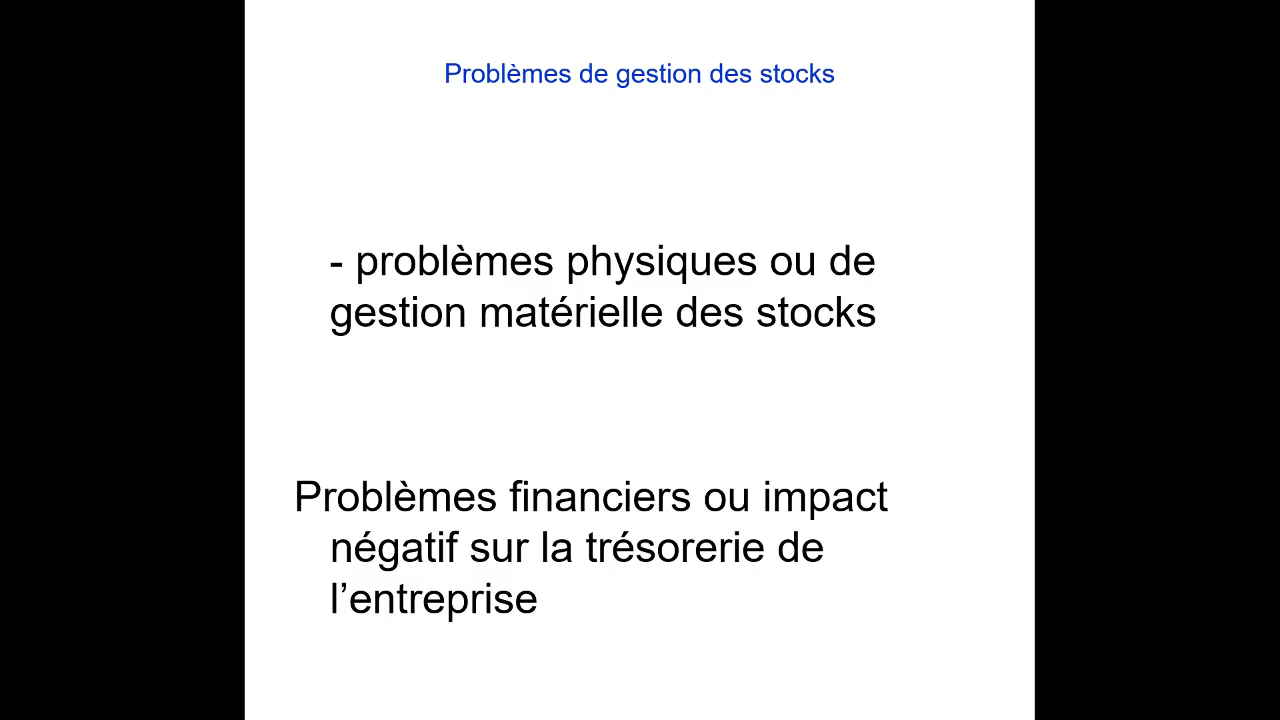 Problèmes de gestion des stocks
- problèmes physiques ou de
gestion matérielle des stocks
Problèmes financiers ou impact
négatif sur la trésorerie de
l’entreprise